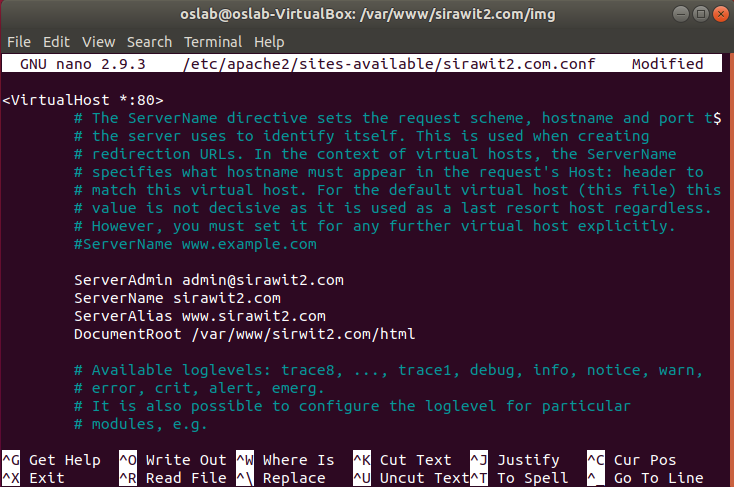 oslab@oslab-VirtualBox: /var/www/sirawit2.com/img
File Edit View Search Terminal Help
GNU nano 2.9.3 /etc/apache2/sites-available/sirawit2.com.conf Modified
<VirtualHost *:80>
# The ServerName directive sets the request scheme, hostname and port t$
# the server uses to identify itself. This is used when creating
# redirection URLs. In the context of virtual hosts, the ServerName
# specifies what hostname must appear in the request's Host: header to
# match this virtual host. For the default virtual host (this file) this
# value is not decisive as it is used as a last resort host regardless.
# However, you must set it for any further virtual host explicitly.
#ServerName www.example.com
ServerAdmin admin@sirawit2.com
ServerName sirawit2.com
ServerAlias www.sirawit2.com
DocumentRoot /var/www/sirwit2.com/html
# Available loglevels: trace8, ..., trace1, debug, info, notice, warn,
# error, crit, alert, emerg.
# It is also possible to configure the loglevel for particular
# modules, e.g.
^G Get Help ^O Write Out ^W Where Is ^K Cut Text ^J Justify ^C Cur Pos
^X Exit ^R Read File ^\ Replace ^U Uncut Text ^T To Spell ^_ Go To Line